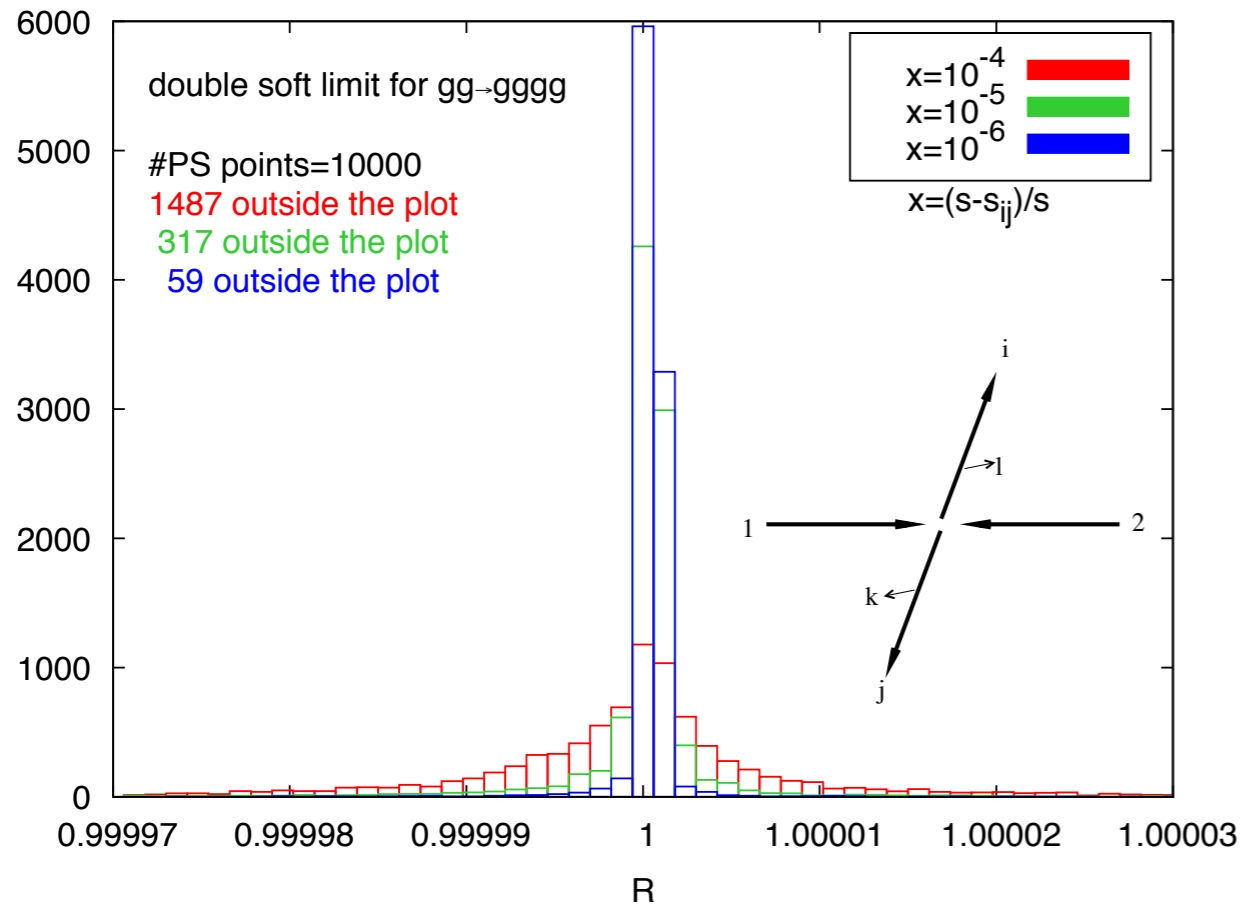 6000
5000
4000
3000
2000
1000
0
double soft limit for gg→gggg
#PS points=10000
1487 outside the plot
317 outside the plot
59 outside the plot
x=10^-4
x=10^-5
x=10^-6
x=(s-s_ij)/s
i
l
1
2
k
j
0.99997 0.99998 0.99999 1 1.00001 1.00002 1.00003
R